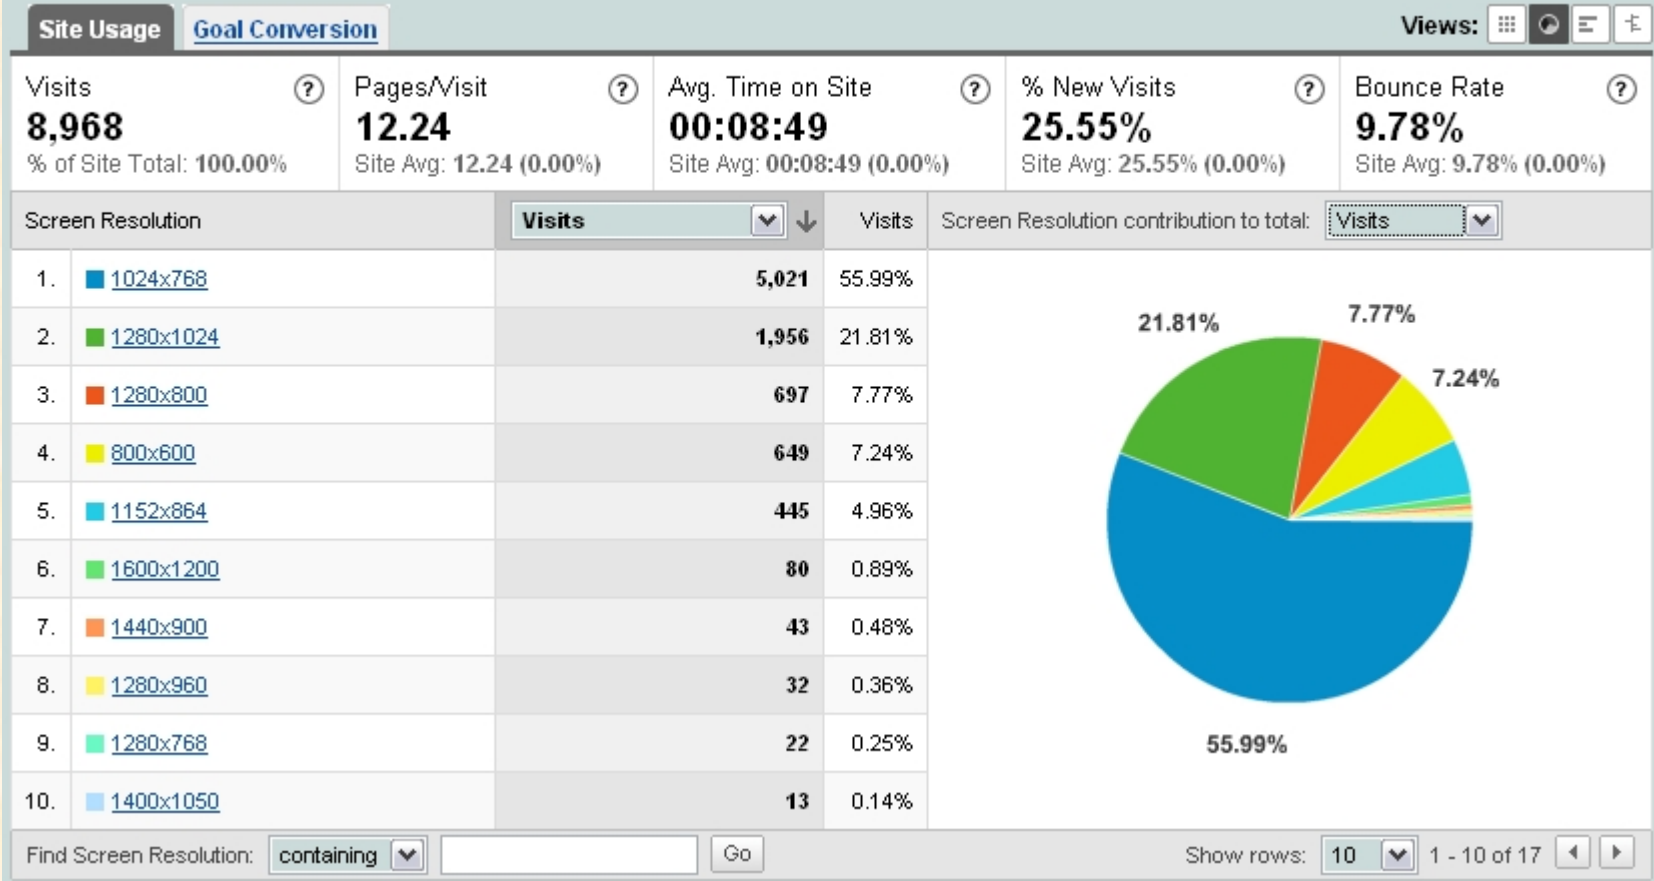 Site Usage Goal Conversion Views:
Visits ? Pages/Visit ? Avg. Time on Site ? % New Visits ? Bounce Rate ?
8,968 12.24 00:08:49 25.55% 9.78%
% of Site Total: 100.00% Site Avg: 12.24 (0.00%) Site Avg: 00:08:49 (0.00%) Site Avg: 25.55% (0.00%) Site Avg: 9.78% (0.00%)
Screen Resolution Visits Visits Screen Resolution contribution to total: Visits
1. 1024x768 5,021 55.99%
2. 1280x1024 1,956 21.81%
3. 1280x800 697 7.77%
4. 800x600 649 7.24%
5. 1152x864 445 4.96%
6. 1600x1200 80 0.89%
7. 1440x900 43 0.48%
8. 1280x960 32 0.36%
9. 1280x768 22 0.25%
10. 1400x1050 13 0.14%
21.81% 7.77%
7.24%
55.99%
Find Screen Resolution: containing Go Show rows: 10 1 - 10 of 17